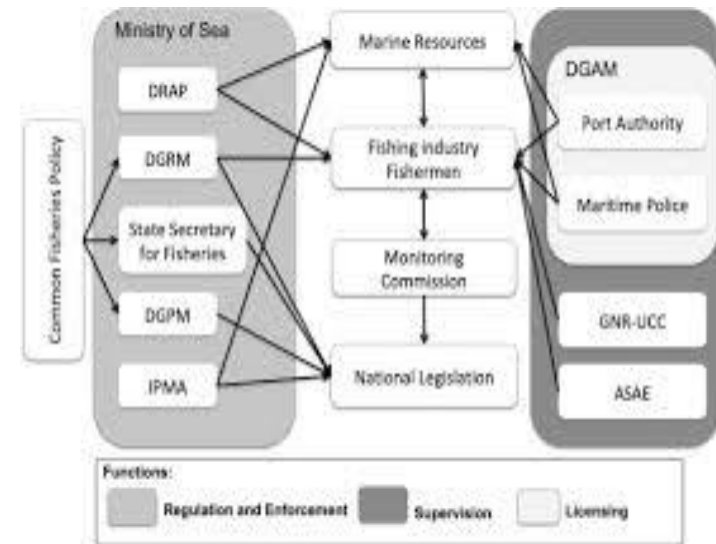 Common Fisheries Policy
Ministry of Sea
DRAP
DGRM
State Secretary
for Fisheries
DGPM
IPMA
Marine Resources
Fishing industry
Fishermen
Monitoring
Commission
National Legislation
DGAM
Port Authority
Maritime Police
GNR-UCC
ASAE
Functions:
Regulation and Enforcement
Supervision
Licensing